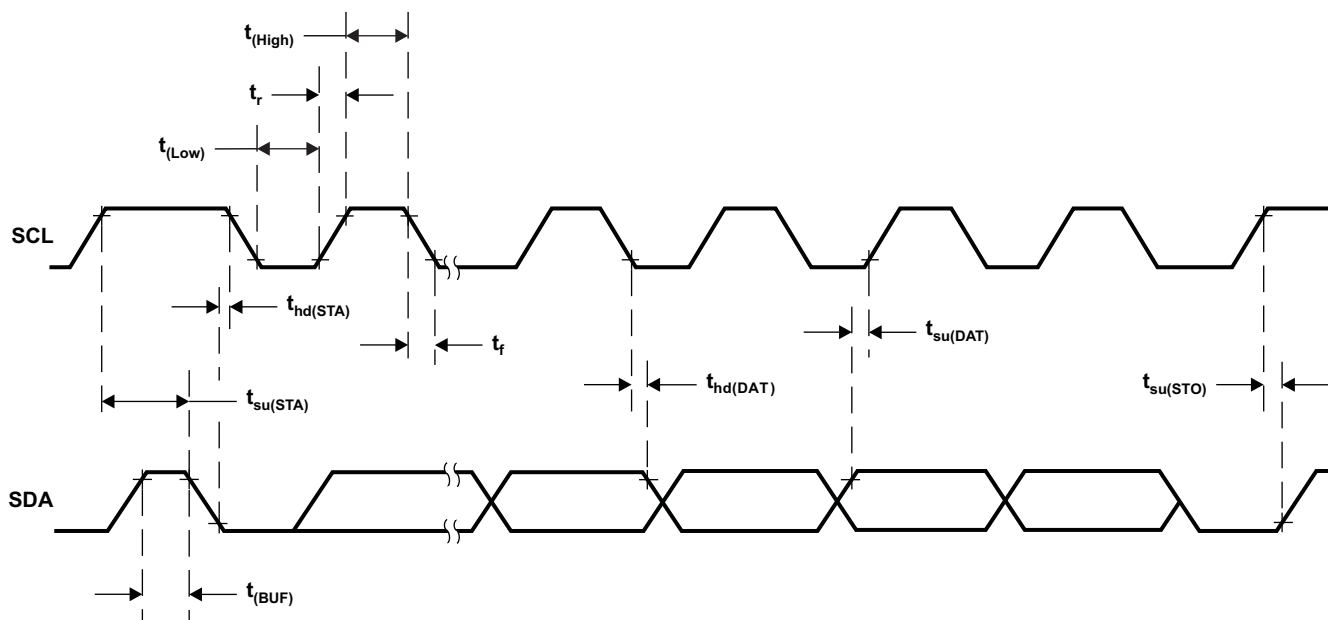 t(High)
tr
t(Low)
SCL
thd(STA)
tf
tsu(DAT)
thd(DAT)
tsu(STO)
tsu(STA)
SDA
t(BUF)